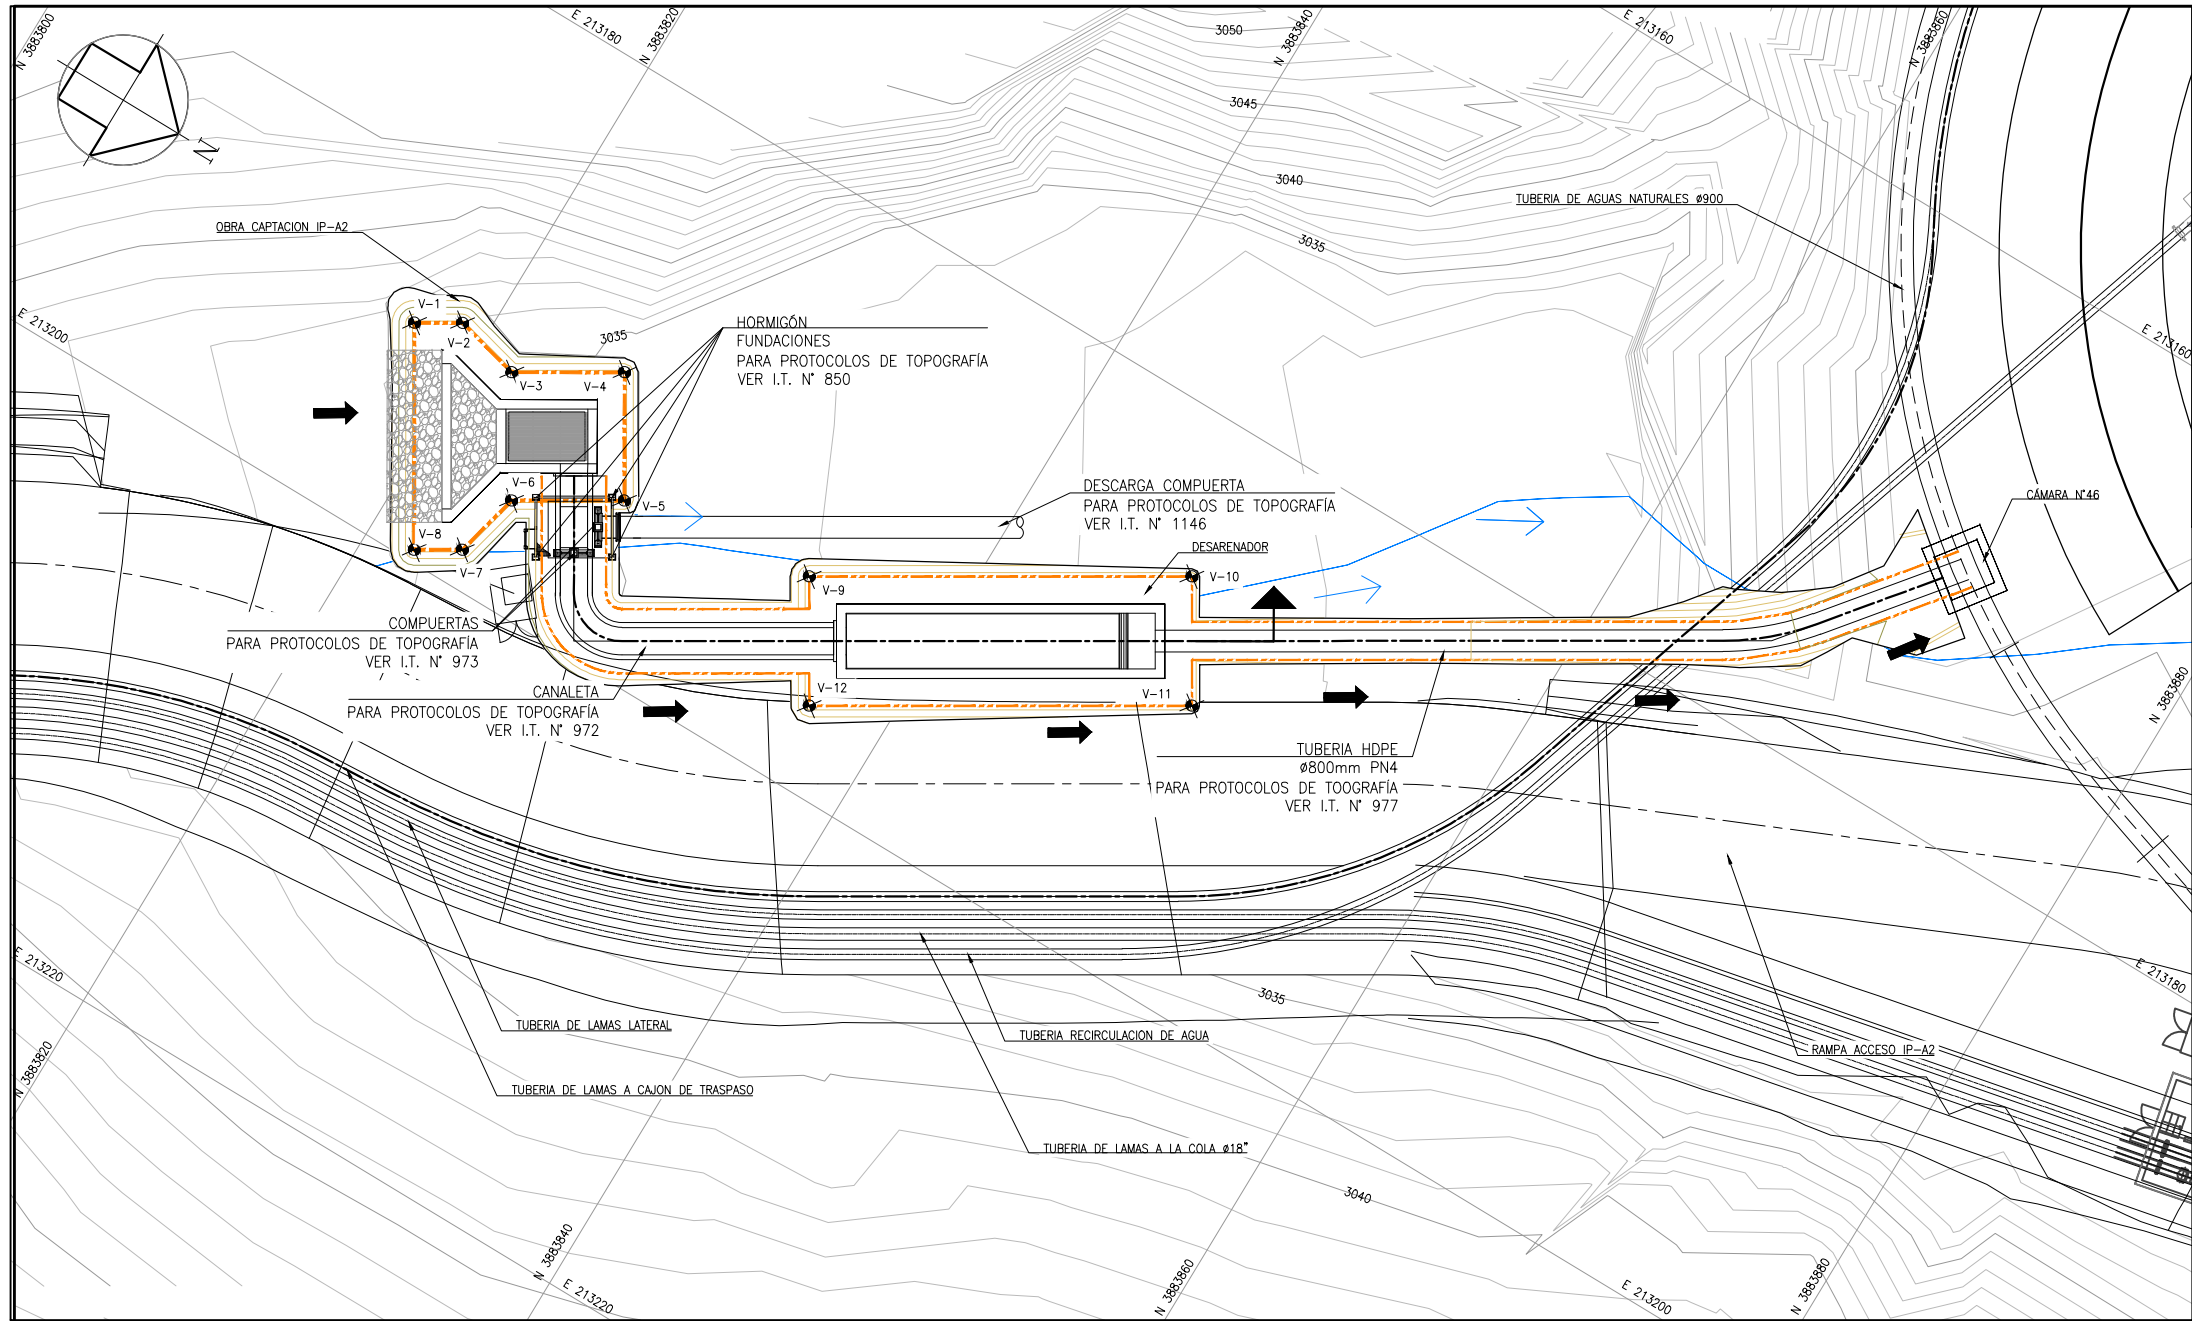 N 3883800
E 213180
N 3883820
3050
N 3883840
E 213160
N 3883860
3045
N
3040
TUBERIA DE AGUAS NATURALES ø900
OBRA CAPTACION IP-A2
3035
E 213200
V-1
V-2
V-3
V-4
3035
HORMIGÓN
FUNDACIONES
PARA PROTOCOLOS DE TOPOGRAFÍA
VER I.T. N° 850
E 213160
V-6
V-5
V-8
V-7
DESCARGA COMPUERTA
PARA PROTOCOLOS DE TOPOGRAFÍA
VER I.T. N° 1146
DESARENADOR
CÁMARA N°46
V-9
V-10
COMPUERTAS
PARA PROTOCOLOS DE TOPOGRAFÍA
VER I.T. N° 973
CANALETA
PARA PROTOCOLOS DE TOPOGRAFÍA
VER I.T. N° 972
V-12
V-11
N 3883880
TUBERIA HDPE
ø800mm PN4
PARA PROTOCOLOS DE TOOGRAFÍA
VER I.T. N° 977
E 213220
E 213180
3035
TUBERIA DE LAMAS LATERAL
TUBERIA RECIRCULACION DE AGUA
RAMPA ACCESO IP-A2
N 3883820
TUBERIA DE LAMAS A CAJON DE TRASPASO
TUBERIA DE LAMAS A LA COLA ø18"
3040
N 3883840
E 213220
N 3883860
E 213200
N 3883880